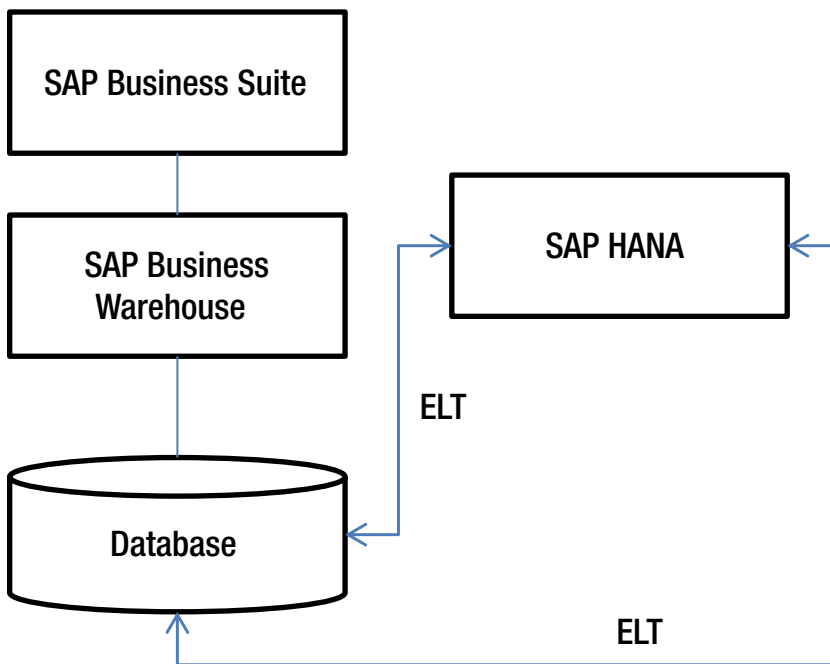 SAP Business Suite
SAP HANA
SAP Business
Warehouse
ELT
Database
ELT